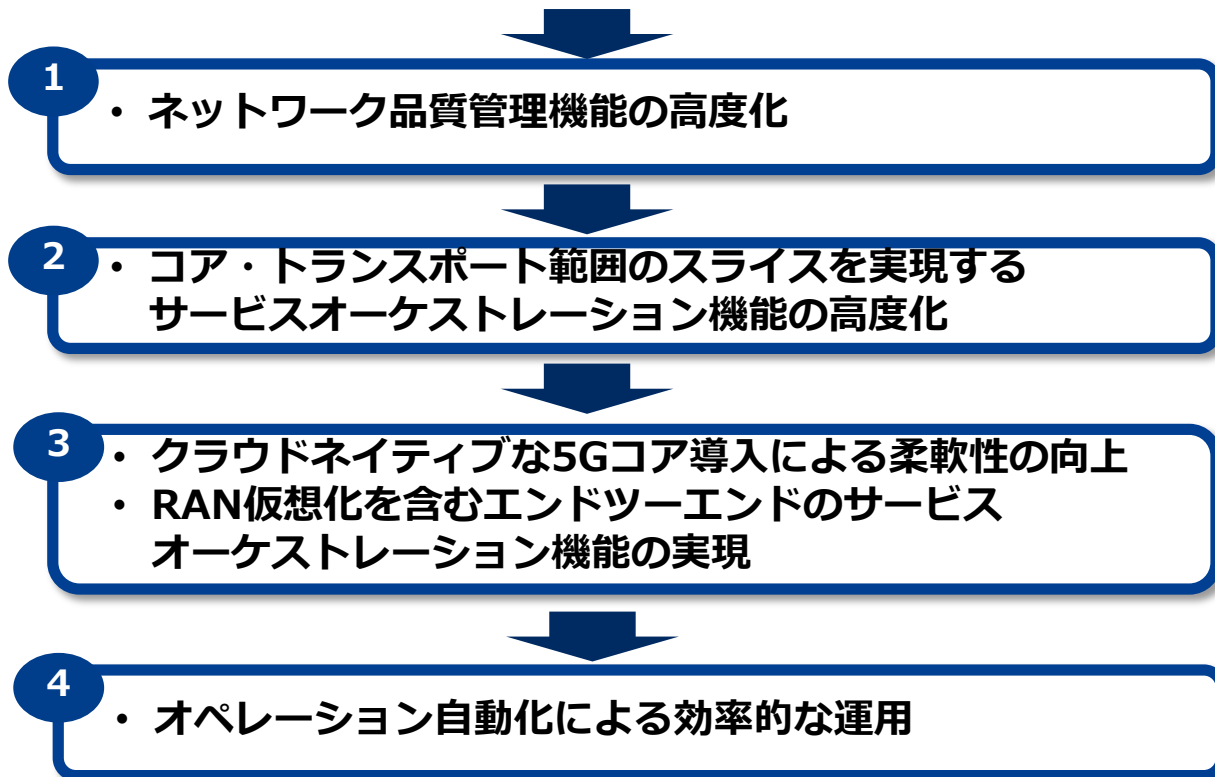 1
・ ネットワーク品質管理機能の高度化
2
・ コア・トランスポート範囲のスライスを実現する
サービスオーケストレーション機能の高度化
3
・ クラウドネイティブな5Gコア導入による柔軟性の向上
・ RAN仮想化を含むエンドツーエンドのサービス
オーケストレーション機能の実現
4
・ オペレーション自動化による効率的な運用